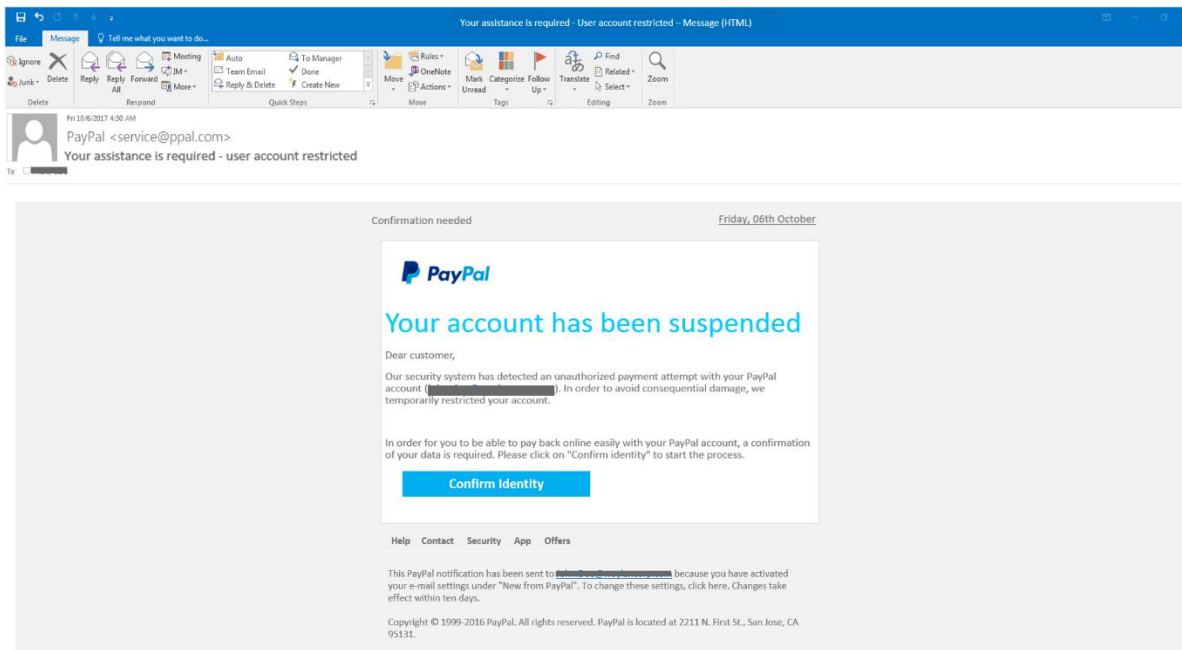 Your assistance is required - User account restricted – Message (HTML)
File Message Tell me what you want to do...
Ignore
Junk
Delete
Reply
Reply All
Forward
Meeting
IM
More
Auto
Team Email
Reply & Delete
To Manager
Done
Create New
Move
Rules
OneNote
Actions
Mark Unread
Categorize
Follow Up
Translate
Find
Related
Select
Zoom
Delete Respond Quick Steps Move Tags Editing Zoom
Fri 10/6/2017 4:30 AM
PayPal <service@ppal.com>
Your assistance is required - user account restricted
To
Confirmation needed Friday, 06th October
PayPal
Your account has been suspended
Dear customer,
Our security system has detected an unauthorized payment attempt with your PayPal
account ( ). In order to avoid consequential damage, we
temporarily restricted your account.
In order for you to be able to pay back online easily with your PayPal account, a confirmation
of your data is required. Please click on "Confirm identity" to start the process.
Confirm Identity
Help Contact Security App Offers
This PayPal notification has been sent to because you have activated
your e-mail settings under "New from PayPal". To change these settings, click here. Changes take
effect within ten days.
Copyright © 1999-2016 PayPal. All rights reserved. PayPal is located at 2211 N. First St., San Jose, CA
95131.